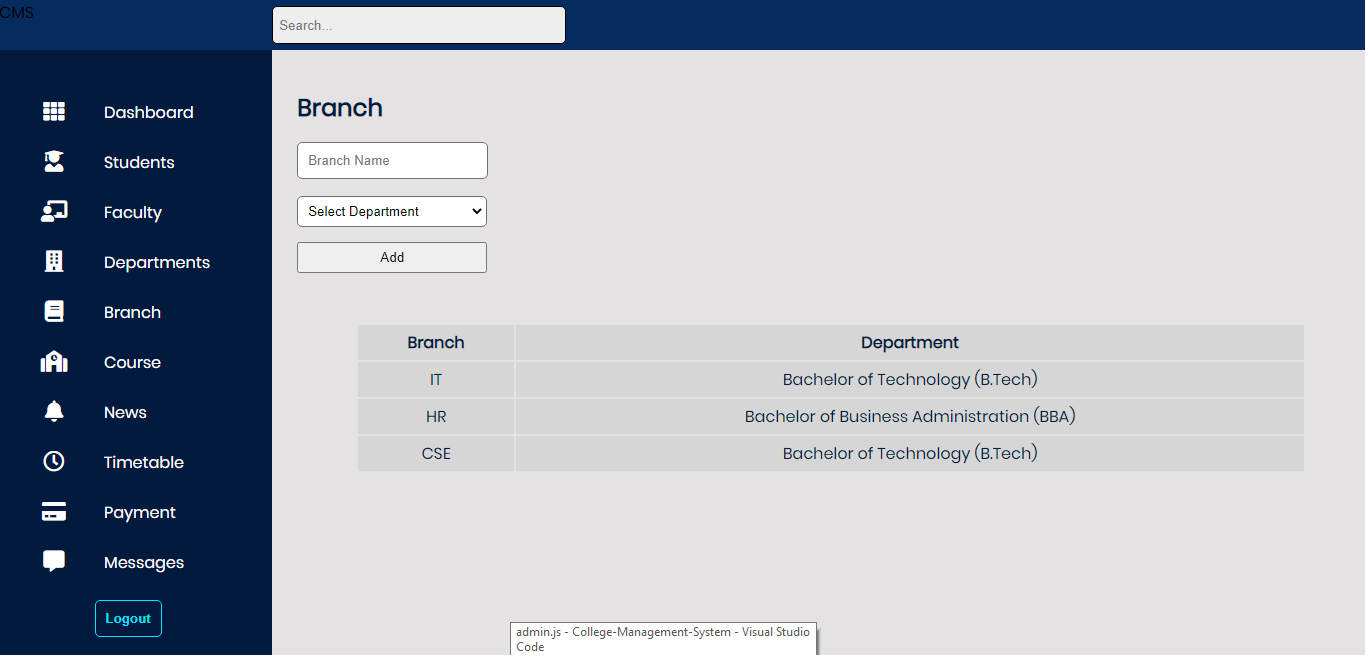 CMS
Search...
Dashboard
Students
Faculty
Departments
Branch
Course
News
Timetable
Payment
Messages
Logout
Branch
Branch Name
Select Department
Add
Branch Department
IT Bachelor of Technology (B.Tech)
HR Bachelor of Business Administration (BBA)
CSE Bachelor of Technology (B.Tech)
admin.js - College-Management-System - Visual Studio
Code